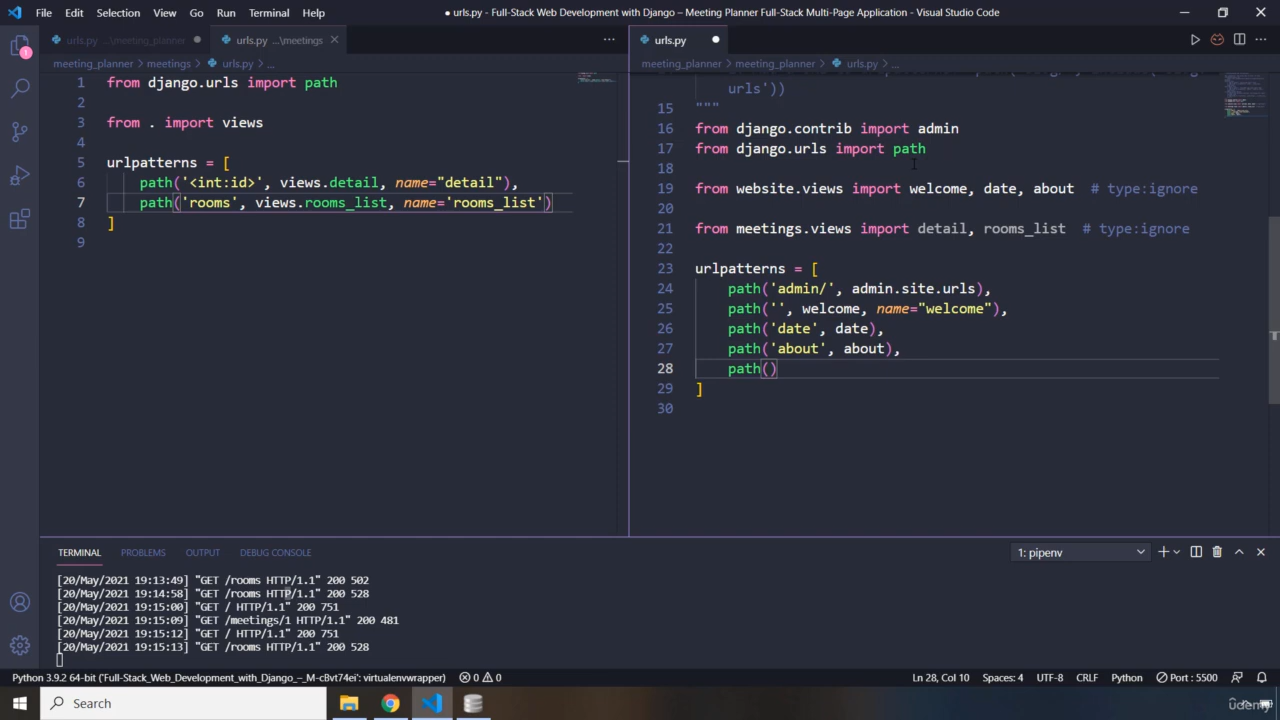 File Edit Selection View Go Run Terminal Help
● urls.py - Full-Stack Web Development with Django – Meeting Planner Full-Stack Multi-Page Application - Visual Studio Code
urls.py ...\meeting_planner ●
urls.py ...\meetings ×
meeting_planner > meetings > urls.py > ...
1 from django.urls import path
2
3 from . import views
4
5 urlpatterns = [
6 path('<int:id>', views.detail, name="detail"),
7 path('rooms', views.rooms_list, name='rooms_list')
8 ]
9
urls.py ●
meeting_planner > meeting_planner > urls.py > ...
urls'))
15 """
16 from django.contrib import admin
17 from django.urls import path
18
19 from website.views import welcome, date, about # type:ignore
20
21 from meetings.views import detail, rooms_list # type:ignore
22
23 urlpatterns = [
24 path('admin/', admin.site.urls),
25 path('', welcome, name="welcome"),
26 path('date', date),
27 path('about', about),
28 path()
29 ]
30
TERMINAL PROBLEMS OUTPUT DEBUG CONSOLE
1: pipenv
[20/May/2021 19:13:49] "GET /rooms HTTP/1.1" 200 502
[20/May/2021 19:14:58] "GET /rooms HTTP/1.1" 200 528
[20/May/2021 19:15:00] "GET / HTTP/1.1" 200 751
[20/May/2021 19:15:09] "GET /meetings/1 HTTP/1.1" 200 481
[20/May/2021 19:15:12] "GET / HTTP/1.1" 200 751
[20/May/2021 19:15:13] "GET /rooms HTTP/1.1" 200 528
1
Python 3.9.2 64-bit ('Full-Stack_Web_Development_with_Django_–_M-cBvt74ei': virtualenvwrapper) 0 0
Ln 28, Col 10 Spaces: 4 UTF-8 CRLF Python Port : 5500
Search
Udemy